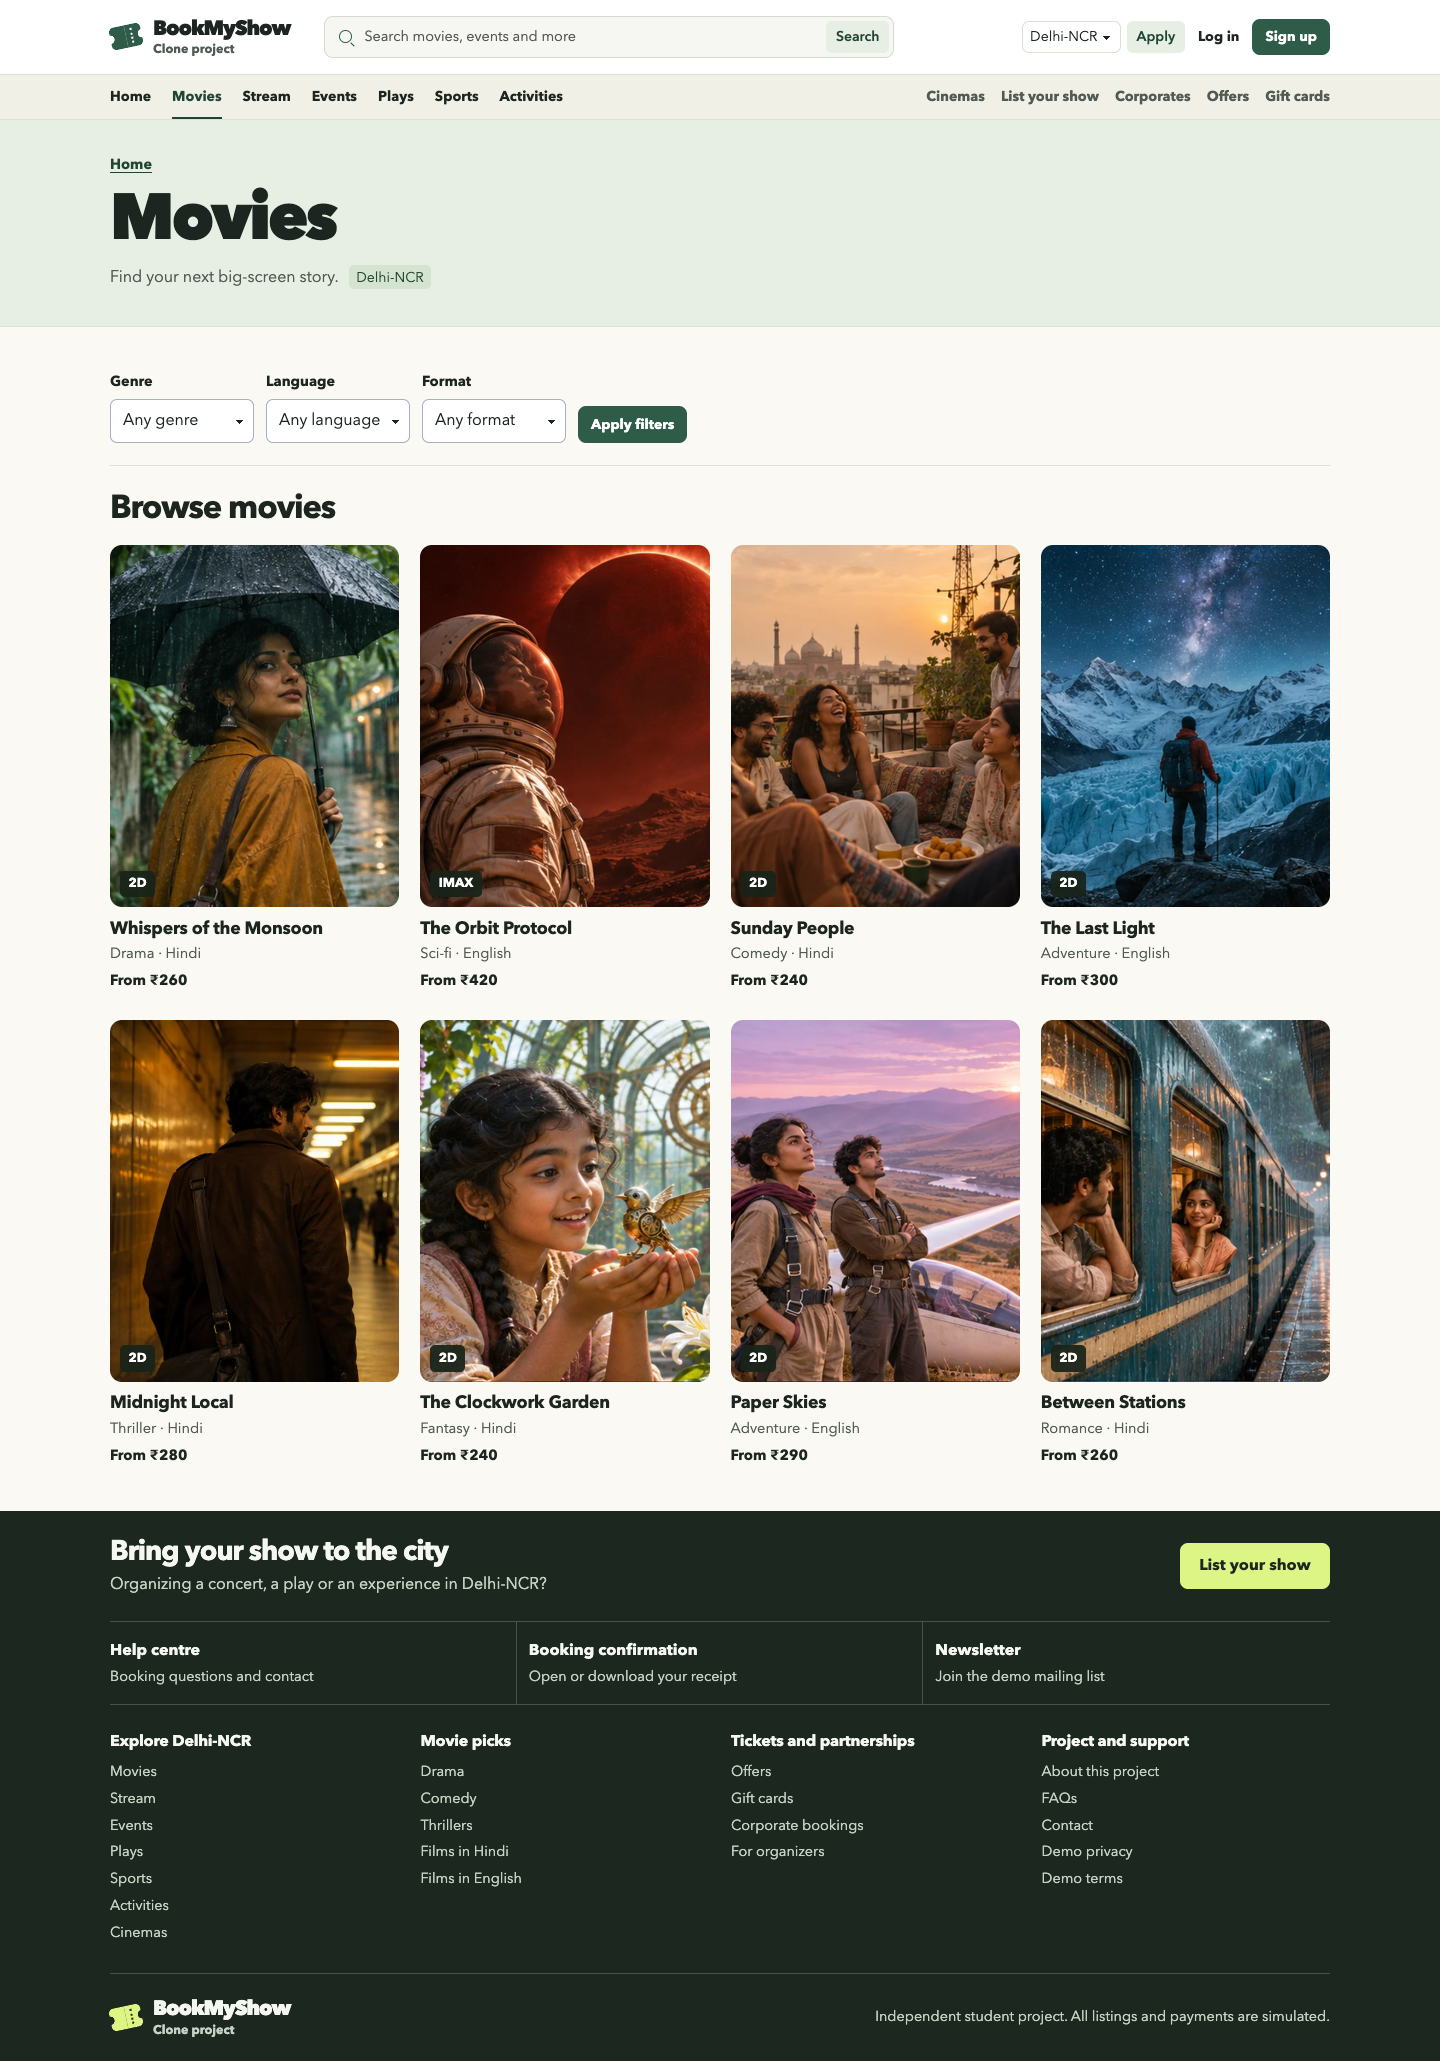 BookMyShow
Clone project
Search movies, events and more
Search
Delhi-NCR
Apply
Log in
Sign up
Home
Movies
Stream
Events
Plays
Sports
Activities
Cinemas
List your show
Corporates
Offers
Gift cards
Home
Movies
Find your next big-screen story.
Delhi-NCR
Genre
Language
Format
Any genre
Any language
Any format
Apply filters
Browse movies
2D
Whispers of the Monsoon
Drama · Hindi
From ₹260
IMAX
The Orbit Protocol
Sci-fi · English
From ₹420
2D
Sunday People
Comedy · Hindi
From ₹240
2D
The Last Light
Adventure · English
From ₹300
2D
Midnight Local
Thriller · Hindi
From ₹280
2D
The Clockwork Garden
Fantasy · Hindi
From ₹240
2D
Paper Skies
Adventure · English
From ₹290
2D
Between Stations
Romance · Hindi
From ₹260
Bring your show to the city
Organizing a concert, a play or an experience in Delhi-NCR?
List your show
Help centre
Booking questions and contact
Booking confirmation
Open or download your receipt
Newsletter
Join the demo mailing list
Explore Delhi-NCR
Movies
Stream
Events
Plays
Sports
Activities
Cinemas
Movie picks
Drama
Comedy
Thrillers
Films in Hindi
Films in English
Tickets and partnerships
Offers
Gift cards
Corporate bookings
For organizers
Project and support
About this project
FAQs
Contact
Demo privacy
Demo terms
BookMyShow
Clone project
Independent student project. All listings and payments are simulated.